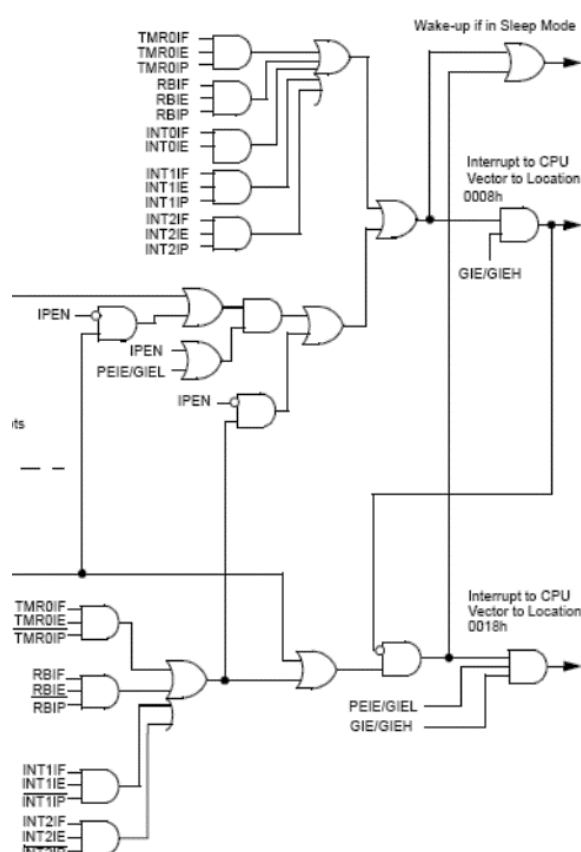 Wake-up if in Sleep Mode
TMR0IF
TMR0IE
TMR0IP
RBIF
RBIE
RBIP
INT0IF
INT0IE
INT1IF
INT1IE
INT1IP
INT2IF
INT2IE
INT2IP
Interrupt to CPU
Vector to Location
0008h
GIE/GIEH
IPEN
IPEN
PEIE/GIEL
IPEN
ts
Interrupt to CPU
Vector to Location
0018h
TMR0IF
TMR0IE
TMR0IP
RBIF
RBIE
RBIP
PEIE/GIEL
GIE/GIEH
INT1IF
INT1IE
INT1IP
INT2IF
INT2IE
INT2IP